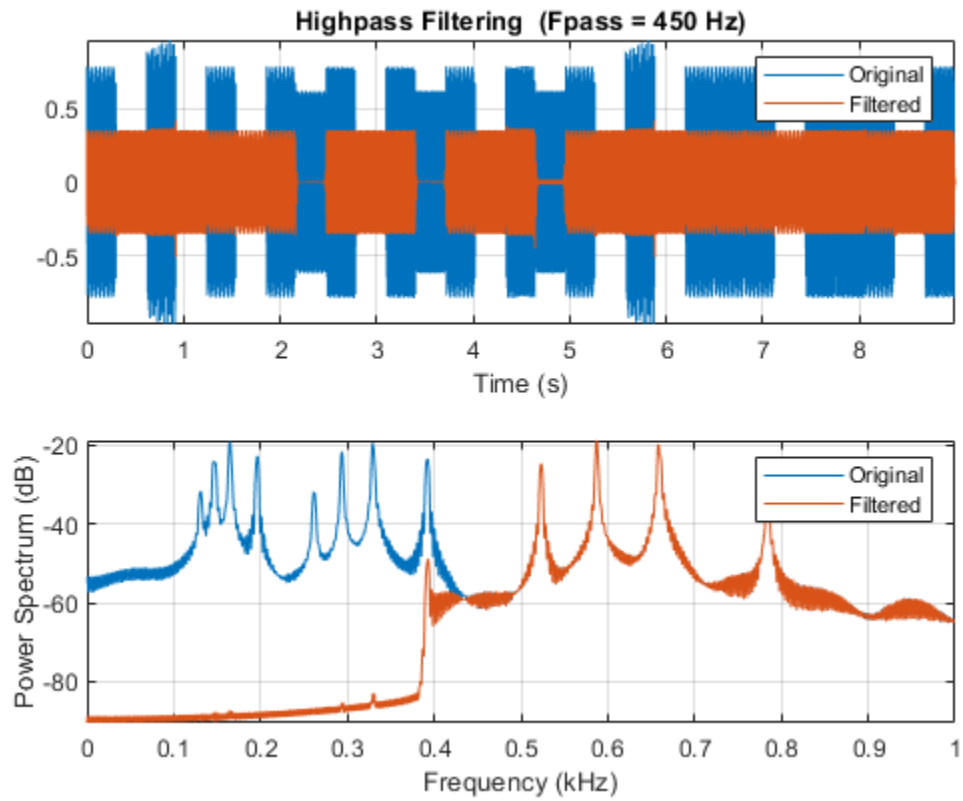 Highpass Filtering (Fpass = 450 Hz)
Original
Filtered
0.5
0
-0.5
0 1 2 3 4 5 6 7 8
Time (s)
Power Spectrum (dB)
-20
-40
-60
-80
Original
Filtered
0 0.1 0.2 0.3 0.4 0.5 0.6 0.7 0.8 0.9 1
Frequency (kHz)